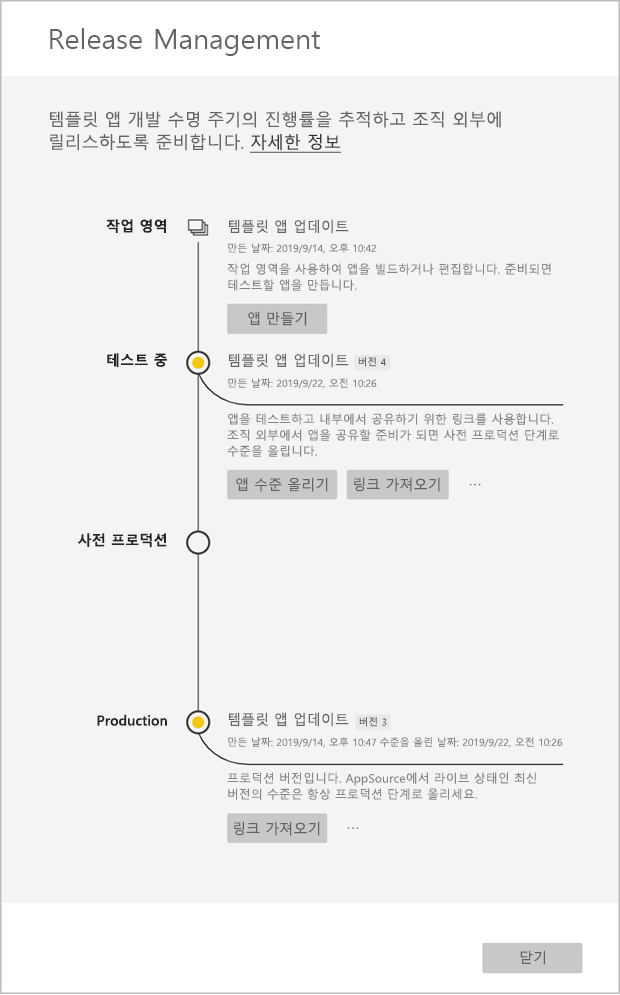 Release Management
템플릿 앱 개발 수명 주기의 진행률을 추적하고 조직 외부에
릴리스하도록 준비합니다. 자세한 정보
작업 영역
템플릿 앱 업데이트
만든 날짜: 2019/9/14, 오후 10:42
작업 영역을 사용하여 앱을 빌드하거나 편집합니다. 준비되면
테스트할 앱을 만듭니다.
앱 만들기
테스트 중
템플릿 앱 업데이트 버전 4
만든 날짜: 2019/9/22, 오전 10:26
앱을 테스트하고 내부에서 공유하기 위한 링크를 사용합니다.
조직 외부에서 앱을 공유할 준비가 되면 사전 프로덕션 단계로
수준을 올립니다.
앱 수준 올리기 링크 가져오기 ...
사전 프로덕션
Production
템플릿 앱 업데이트 버전 3
만든 날짜: 2019/9/14, 오후 10:47 수준을 올린 날짜: 2019/9/22, 오전 10:26
프로덕션 버전입니다. AppSource에서 라이브 상태인 최신
버전의 수준은 항상 프로덕션 단계로 올리세요.
링크 가져오기 ...
닫기